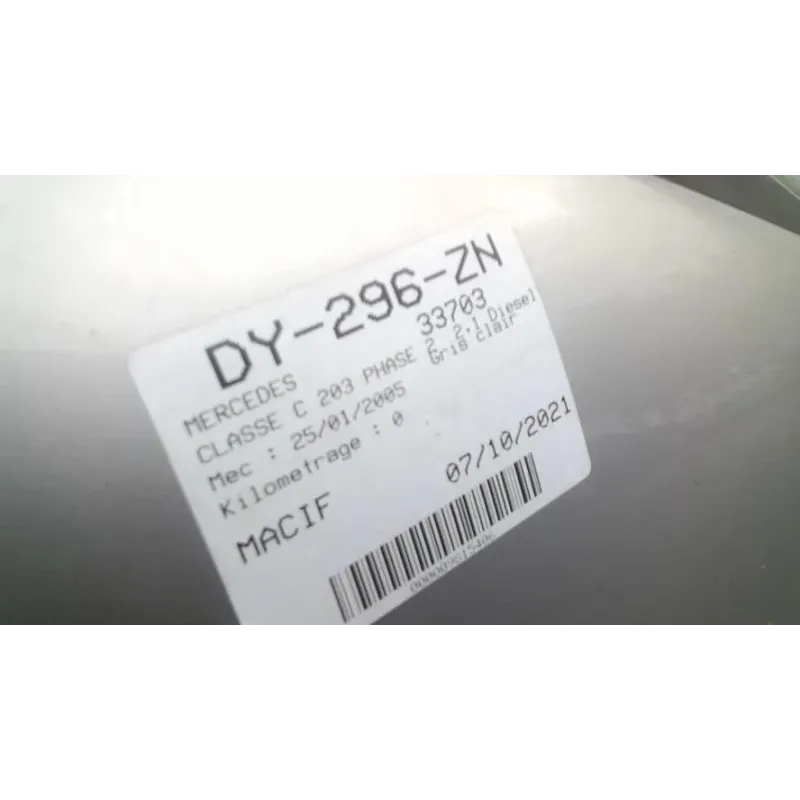 DY-296-ZN
MERCEDES 33703
CLASSE C 203 PHASE 2 2.1 Diesel
Mec : 25/01/2005 Gris clair
Kilometrage : 0
MACIF 07/10/2021
0000009815406